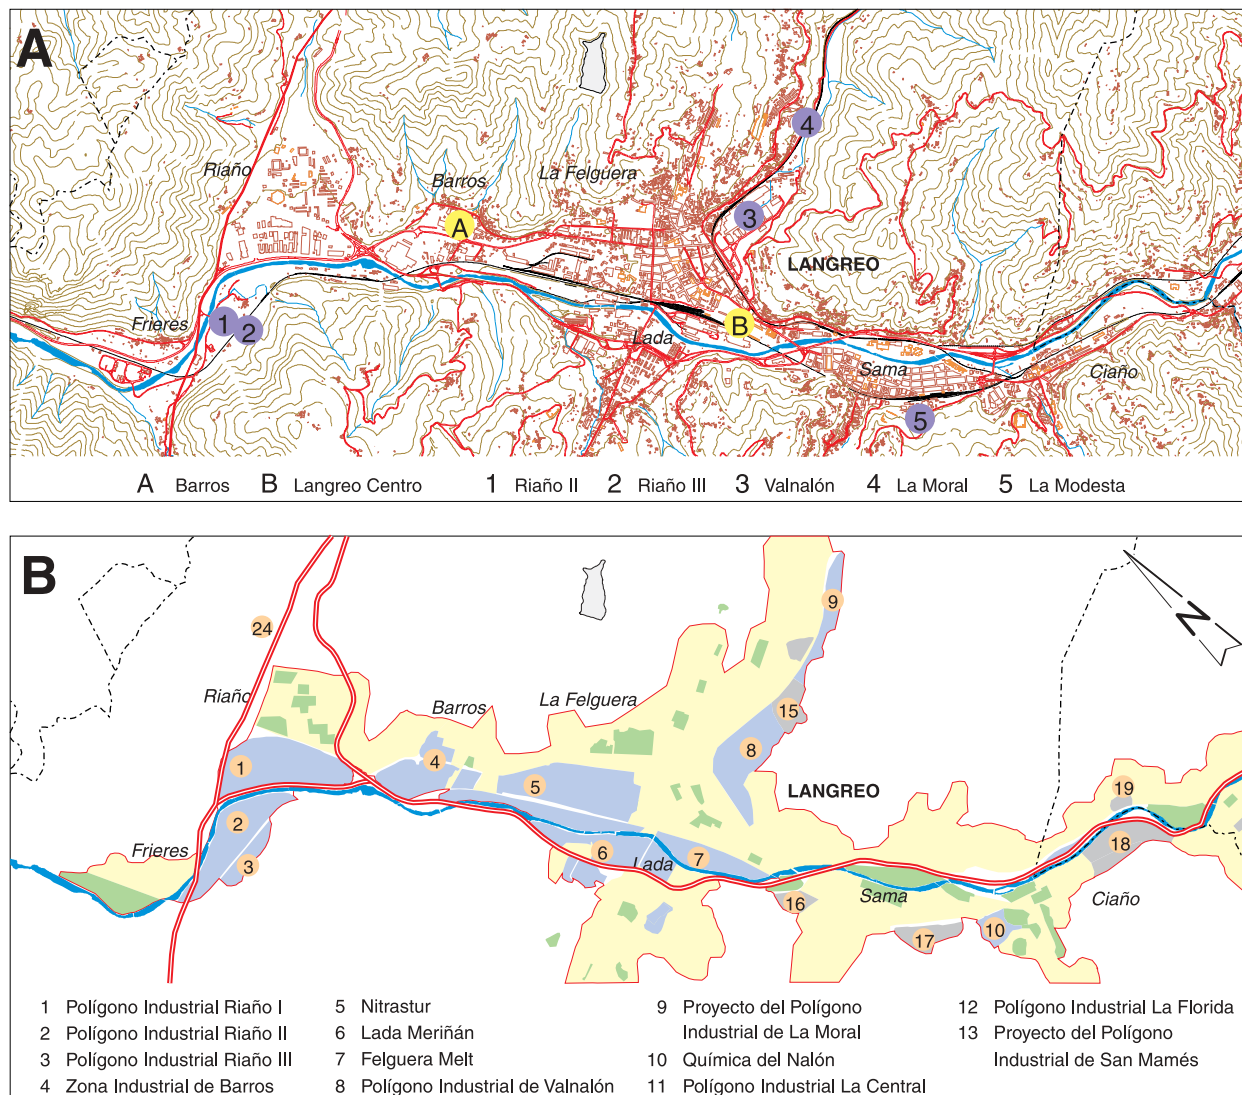 A
Riaño
Barros
La Felguera
4
A
3
LANGREO
Frieres
1
2
Lada
B
Sama
Ciaño
5
A Barros B Langreo Centro 1 Riaño II 2 Riaño III 3 Valnalón 4 La Moral 5 La Modesta
B
N
24
9
Riaño
Barros
La Felguera
15
1
4
5
8
LANGREO
19
2
Frieres
3
6
Lada
7
18
16
Sama
Ciaño
17
10
1 Polígono Industrial Riaño I
2 Polígono Industrial Riaño II
3 Polígono Industrial Riaño III
4 Zona Industrial de Barros
5 Nitrastur
6 Lada Meriñán
7 Felguera Melt
8 Polígono Industrial de Valnalón
9 Proyecto del Polígono
Industrial de La Moral
10 Química del Nalón
11 Polígono Industrial La Central
12 Polígono Industrial La Florida
13 Proyecto del Polígono
Industrial de San Mamés